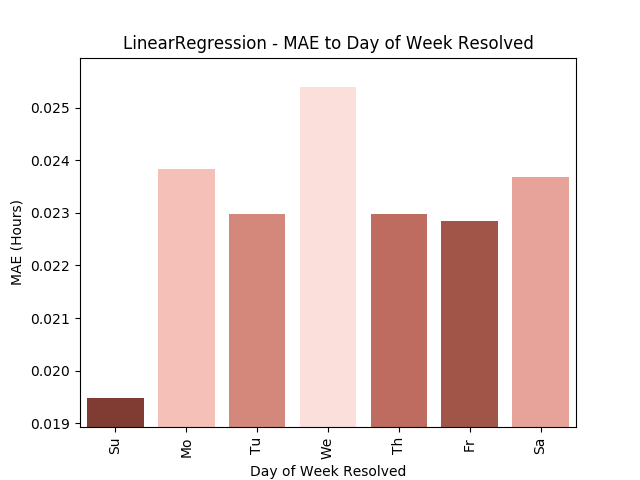 LinearRegression - MAE to Day of Week Resolved
MAE (Hours)
0.025
0.024
0.023
0.022
0.021
0.020
0.019
Su
Mo
Tu
We
Th
Fr
Sa
Day of Week Resolved